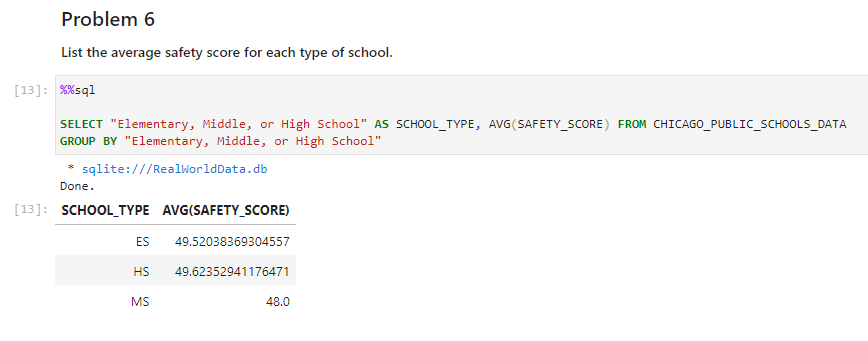 Problem 6
List the average safety score for each type of school.
[13]: %%sql
SELECT "Elementary, Middle, or High School" AS SCHOOL_TYPE, AVG(SAFETY_SCORE) FROM CHICAGO_PUBLIC_SCHOOLS_DATA
GROUP BY "Elementary, Middle, or High School"
* sqlite:///RealWorldData.db
Done.
[13]: SCHOOL_TYPE AVG(SAFETY_SCORE)
ES 49.52038369304557
HS 49.62352941176471
MS 48.0